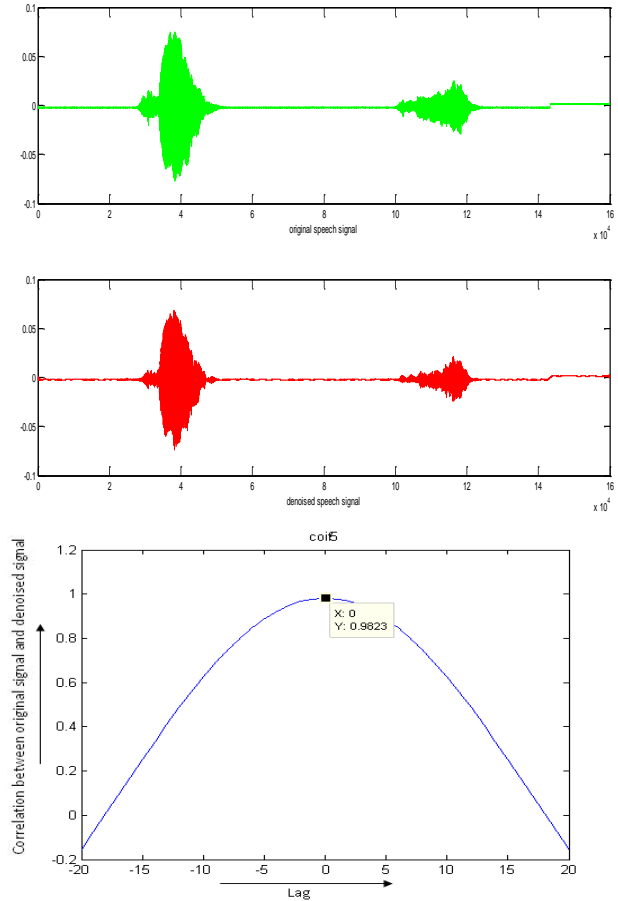 0.1
0.05
0
-0.05
-0.1
0 2 4 6 8 10 12 14 16
original speech signal
x 10^4
0.1
0.05
0
-0.05
-0.1
0 2 4 6 8 10 12 14 16
denoised speech signal
x 10^4
coif5
Correlation between original signal and denoised signal
1.2
1
0.8
0.6
0.4
0.2
0
-0.2
X: 0
Y: 0.9823
-20 -15 -10 -5 0 5 10 15 20
Lag